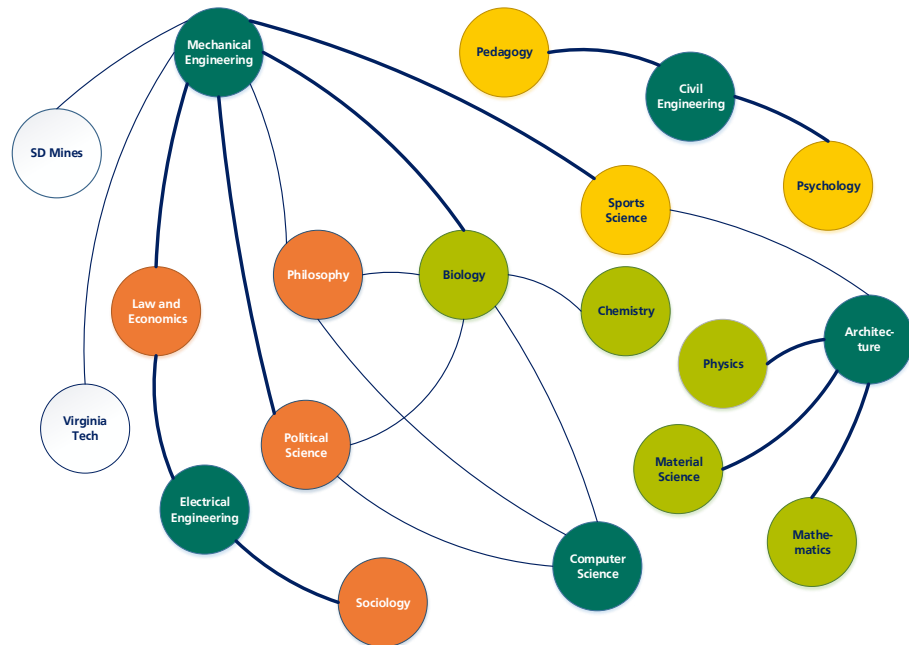 Mechanical
Engineering
Pedagogy
Civil
Engineering
SD Mines
Psychology
Sports
Science
Philosophy
Biology
Law and
Economics
Chemistry
Architec-
ture
Physics
Virginia
Tech
Political
Science
Material
Science
Electrical
Engineering
Mathe-
matics
Computer
Science
Sociology